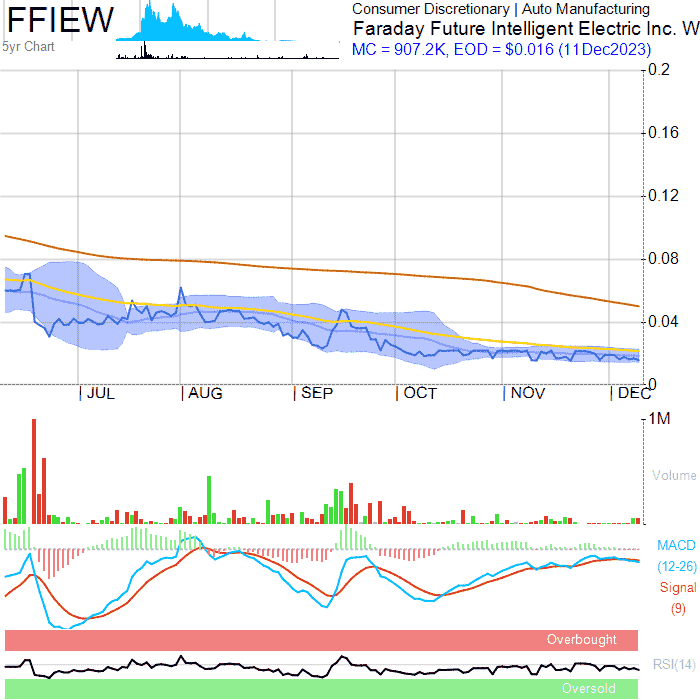 FFIEW
5yr Chart
Consumer Discretionary | Auto Manufacturing
Faraday Future Intelligent Electric Inc. W
MC = 907.2K, EOD = $0.016 (11Dec2023)
0.2
0.16
0.12
0.08
0.04
0
JUL AUG SEP OCT NOV DEC
1M
Volume
MACD
(12-26)
Signal
(9)
Overbought
RSI(14)
Oversold